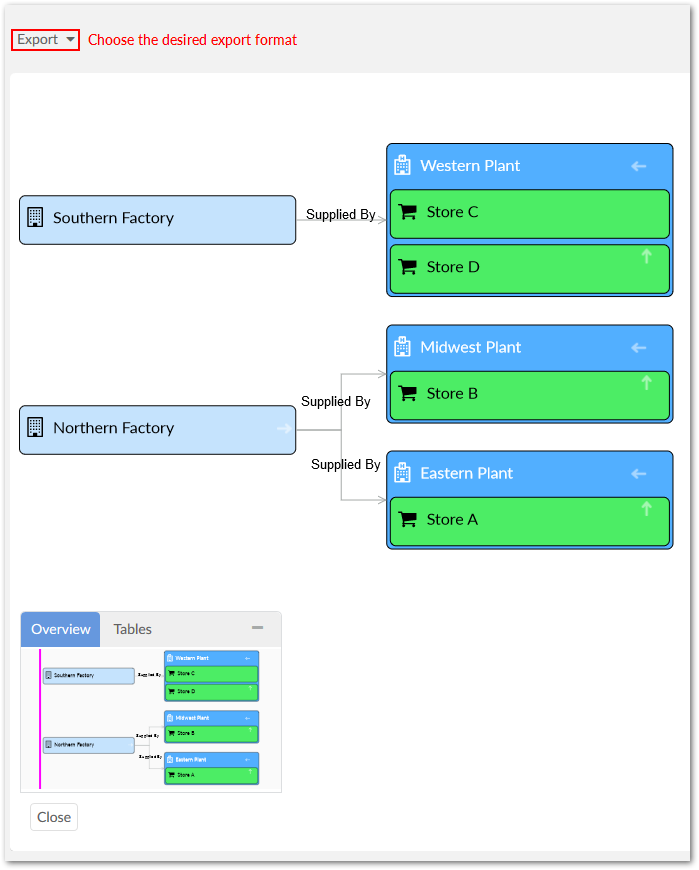 Export Choose the desired export format
Western Plant
Southern Factory
Supplied By
Store C
Store D
Midwest Plant
Supplied By
Store B
Northern Factory
Supplied By
Eastern Plant
Store A
Overview Tables
Western Plant
Southern Factory
Supplied By
Store C
Store D
Midwest Plant
Supplied By
Store B
Northern Factory
Supplied By
Eastern Plant
Store A
Close